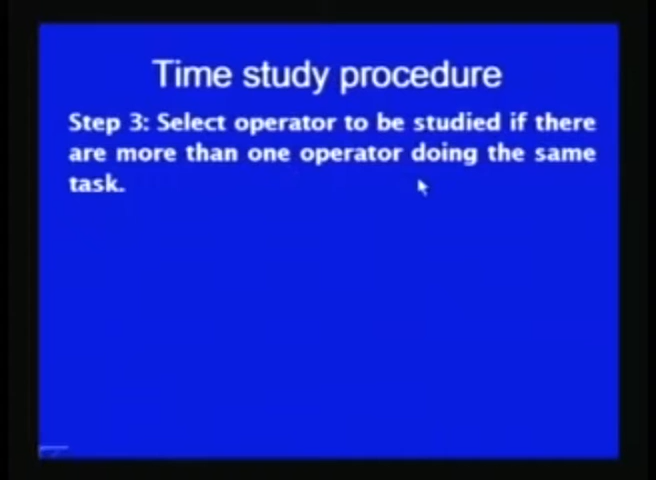 Time study procedure
Step 3: Select operator to be studied if there
are more than one operator doing the same
task.